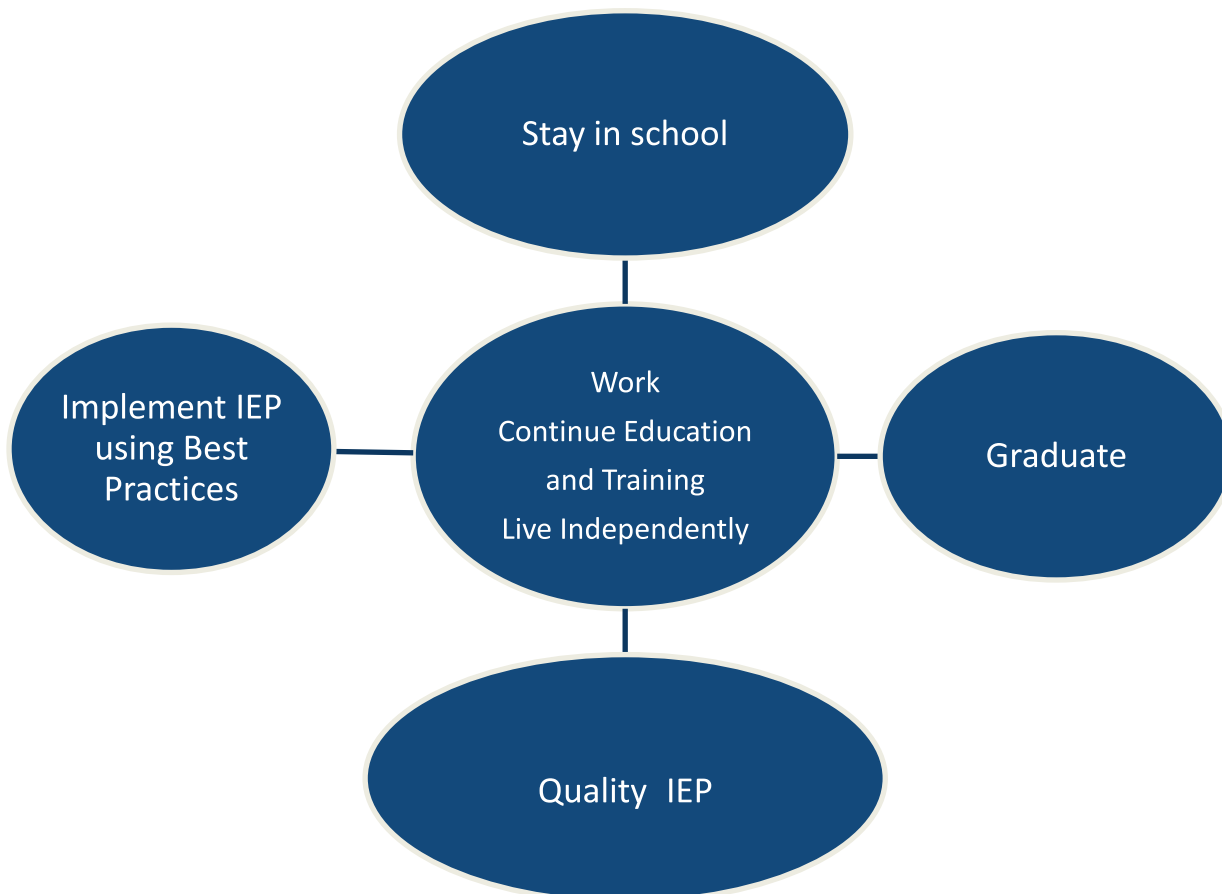 Stay in school
Implement IEP
using Best
Practices
Work
Continue Education
and Training
Live Independently
Graduate
Quality  IEP